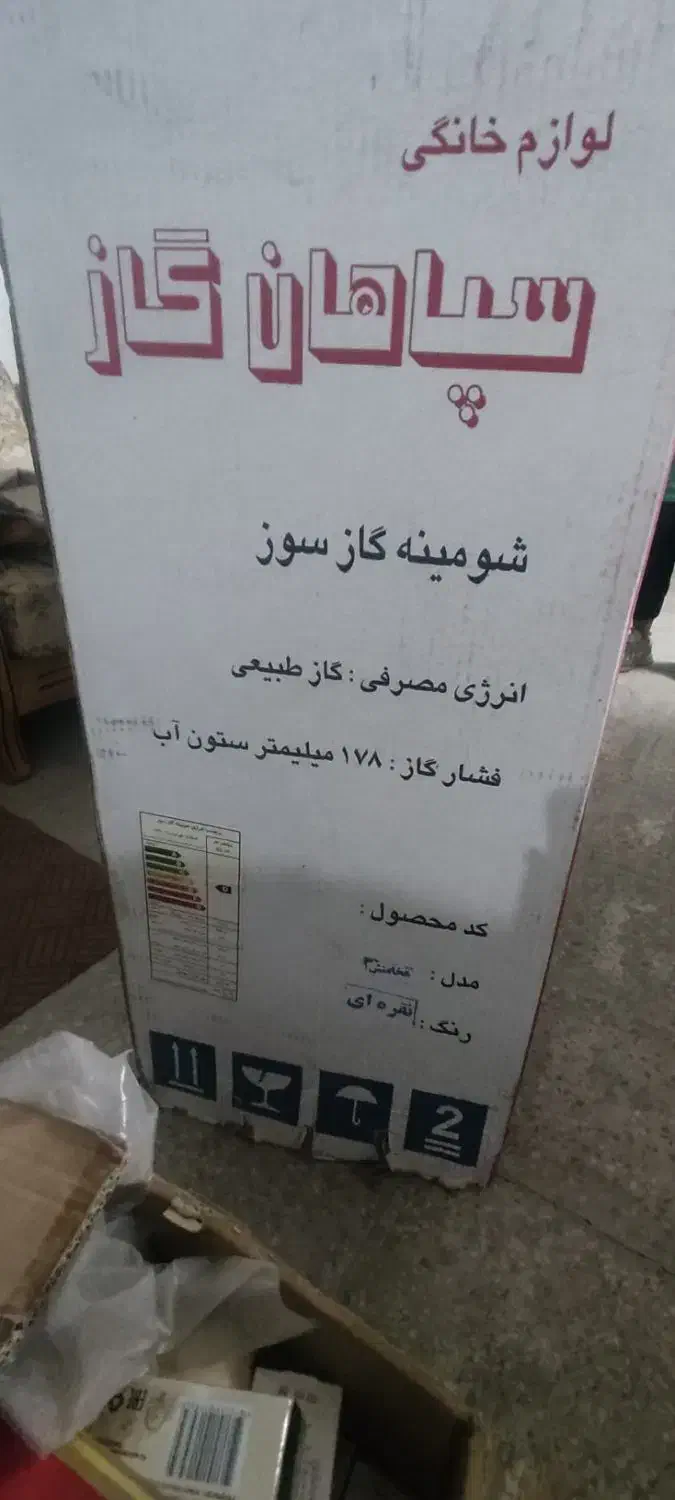 لوازم خانگی
سپاهان گاز
شومینه گاز سوز
انرژی مصرفی : گاز طبیعی
فشار گاز : ۱۷۸ میلیمتر ستون آب
کد محصول :
مدل :
رنگ : نقره ای
2